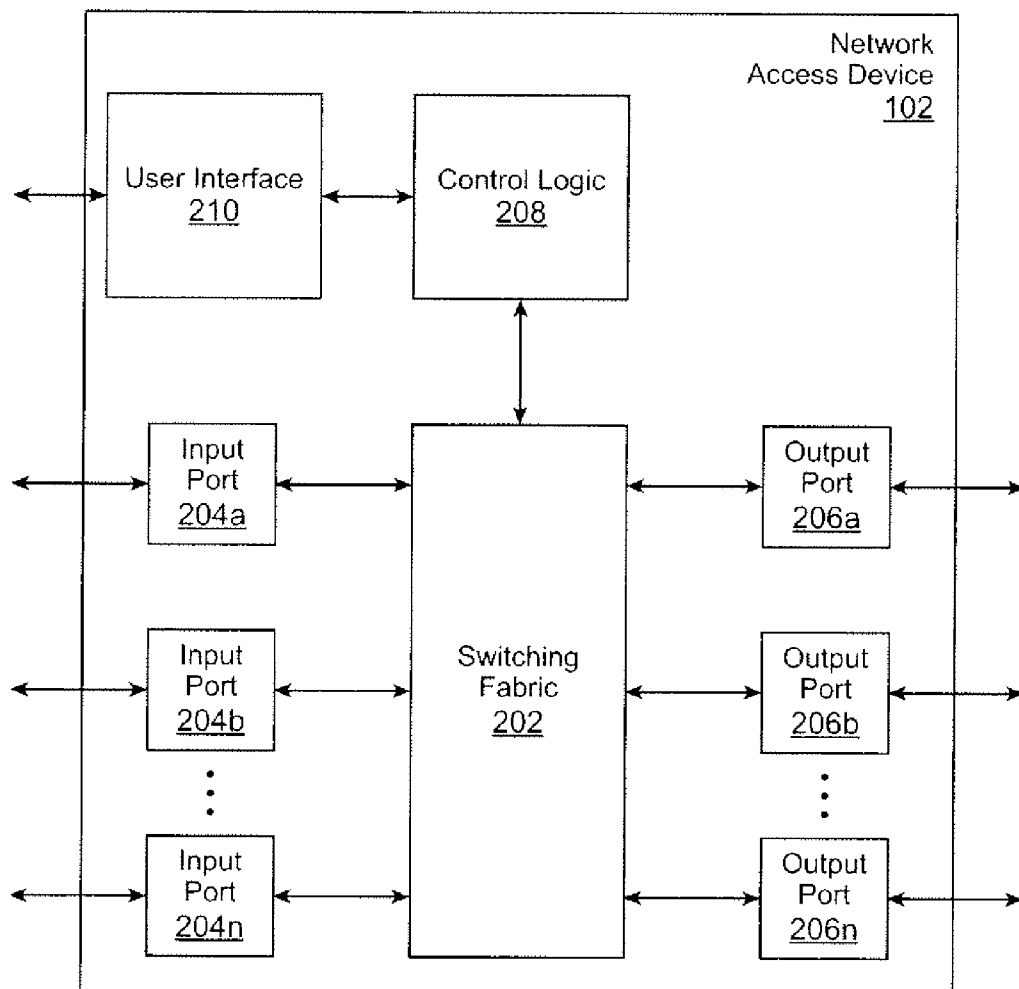 Network
Access Device
102
User Interface
210
Control Logic
208
Input
Port
204a
Output
Port
206a
Input
Port
204b
Switching
Fabric
202
Output
Port
206b
Input
Port
204n
Output
Port
206n